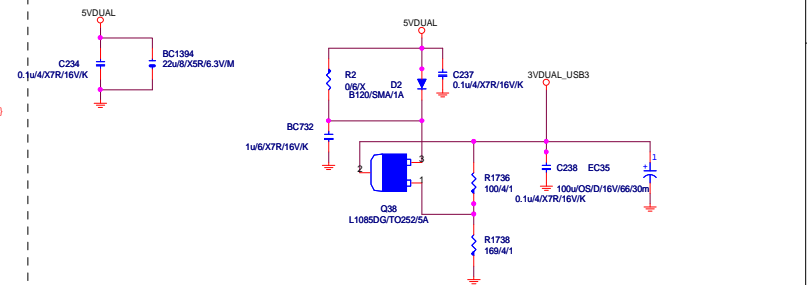 5VDUAL
C234
0.1u/4/X7R/16V/K
BC1394
22u/8/X5R/6.3V/M
5VDUAL
R2
0/6/X
D2
B120/SMA/1A
C237
0.1u/4/X7R/16V/K
3VDUAL_USB3
BC732
1u/6/X7R/16V/K
2
3
1
Q38
L1085DG/TO252/5A
R1736
100/4/1
R1738
169/4/1
C238
0.1u/4/X7R/16V/K
EC35
100u/OS/D/16V/66/30m
+
1